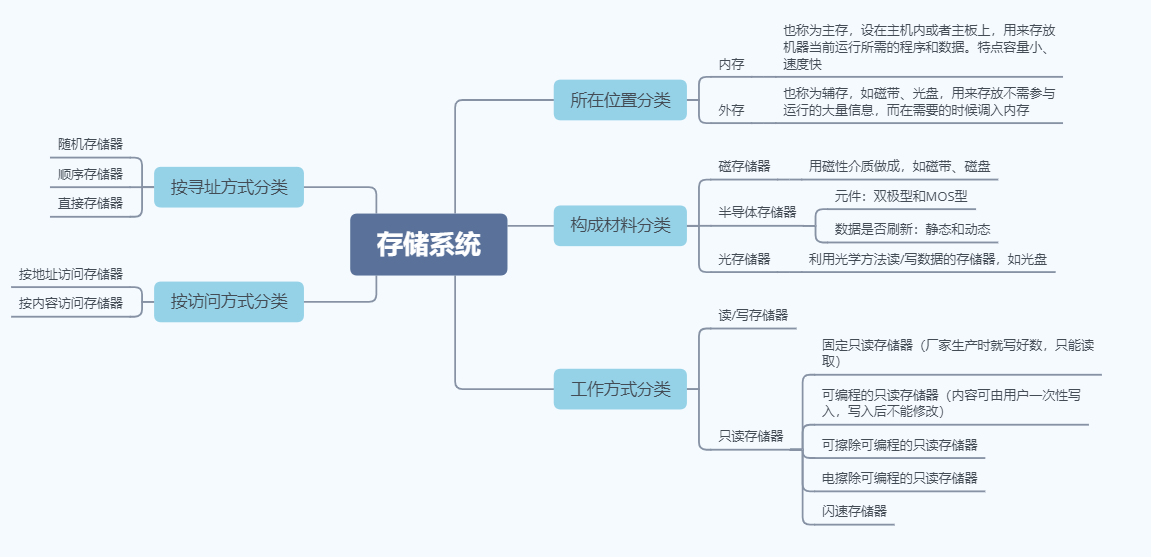 存储系统
所在位置分类
内存
也称为主存，设在主机内或者主板上，用来存放
机器当前运行所需的程序和数据。特点容量小、
速度快
外存
也称为辅存，如磁带、光盘，用来存放不需参与
运行的大量信息，而在需要的时候调入内存
构成材料分类
磁存储器
用磁性介质做成，如磁带、磁盘
半导体存储器
元件：双极型和MOS型
数据是否刷新：静态和动态
光存储器
利用光学方法读/写数据的存储器，如光盘
工作方式分类
读/写存储器
只读存储器
固定只读存储器（厂家生产时就写好数，只能读
取）
可编程的只读存储器（内容可由用户一次性写
入，写入后不能修改）
可擦除可编程的只读存储器
电擦除可编程的只读存储器
闪速存储器
按寻址方式分类
随机存储器
顺序存储器
直接存储器
按访问方式分类
按地址访问存储器
按内容访问存储器